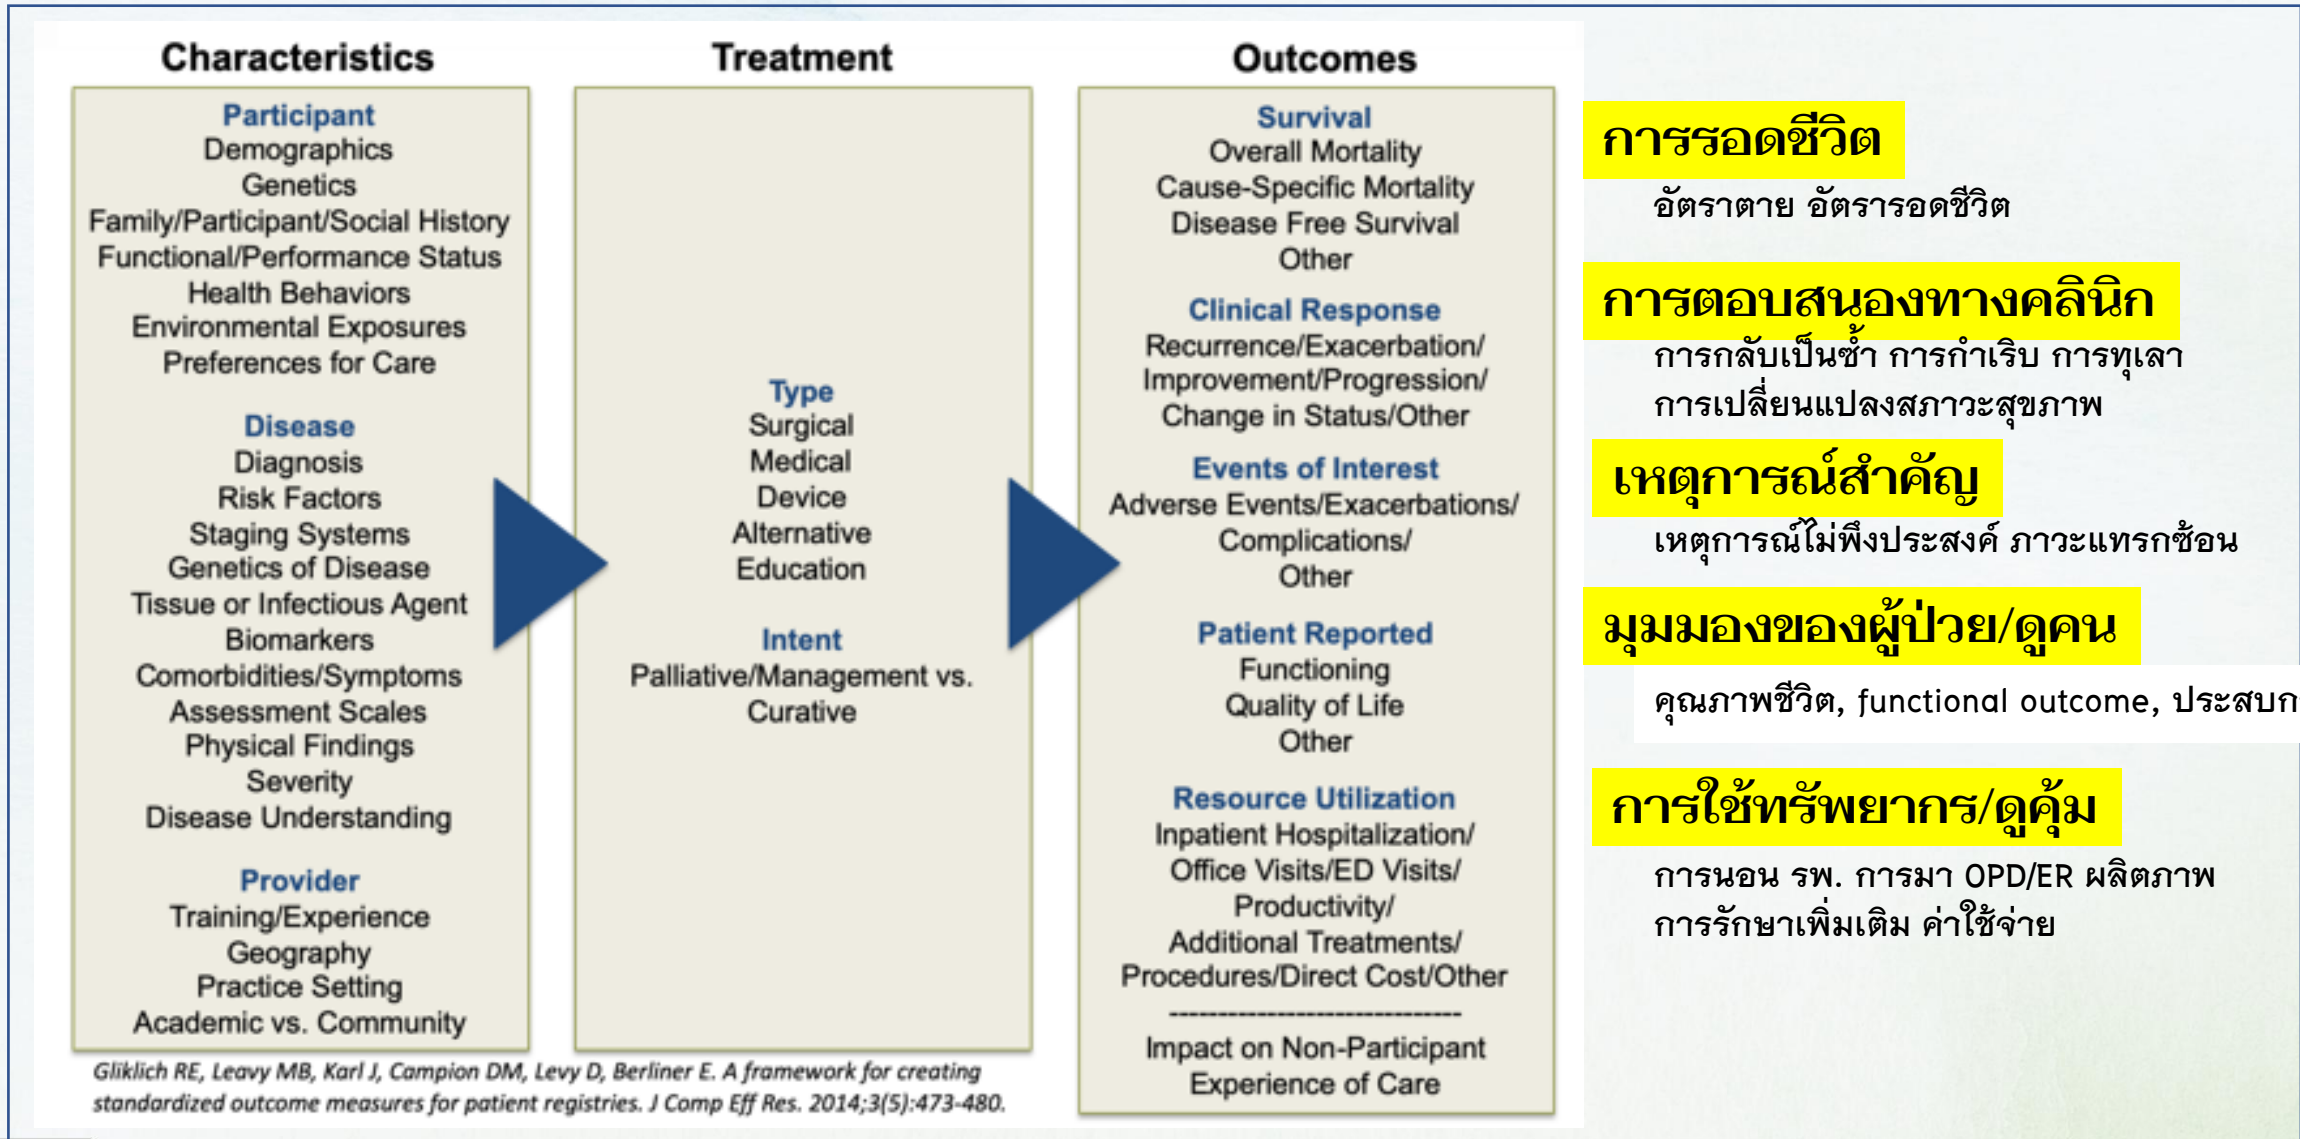 Characteristics
Participant
Demographics
Genetics
Family/Participant/Social History
Functional/Performance Status
Health Behaviors
Environmental Exposures
Preferences for Care
Disease
Diagnosis
Risk Factors
Staging Systems
Genetics of Disease
Tissue or Infectious Agent
Biomarkers
Comorbidities/Symptoms
Assessment Scales
Physical Findings
Severity
Disease Understanding
Provider
Training/Experience
Geography
Practice Setting
Academic vs. Community
Treatment
Type
Surgical
Medical
Device
Alternative
Education
Intent
Palliative/Management vs.
Curative
Outcomes
Survival
Overall Mortality
Cause-Specific Mortality
Disease Free Survival
Other
Clinical Response
Recurrence/Exacerbation/
Improvement/Progression/
Change in Status/Other
Events of Interest
Adverse Events/Exacerbations/
Complications/
Other
Patient Reported
Functioning
Quality of Life
Other
Resource Utilization
Inpatient Hospitalization/
Office Visits/ED Visits/
Productivity/
Additional Treatments/
Procedures/Direct Cost/Other
------------------------------
Impact on Non-Participant
Experience of Care
การรอดชีวิต
อัตราตาย อัตรารอดชีวิต
การตอบสนองทางคลินิก
การกลับเป็นซ้ำ การกำเริบ การทุเลา
การเปลี่ยนแปลงสภาวะสุขภาพ
เหตุการณ์สำคัญ
เหตุการณ์ไม่พึงประสงค์ ภาวะแทรกซ้อน
มุมมองของผู้ป่วย/ดูคน
คุณภาพชีวิต, functional outcome,
การใช้ทรัพยากร/ดูคุ้ม
การนอน รพ. การมา OPD/ER ผลิตภาพ
การรักษาเพิ่มเติม ค่าใช้จ่าย
Gliklich RE, Leavy MB, Karl J, Campion DM, Levy D, Berliner E. A framework for creating
standardized outcome measures for patient registries. J Comp Eff Res. 2014;3(5):473-480.